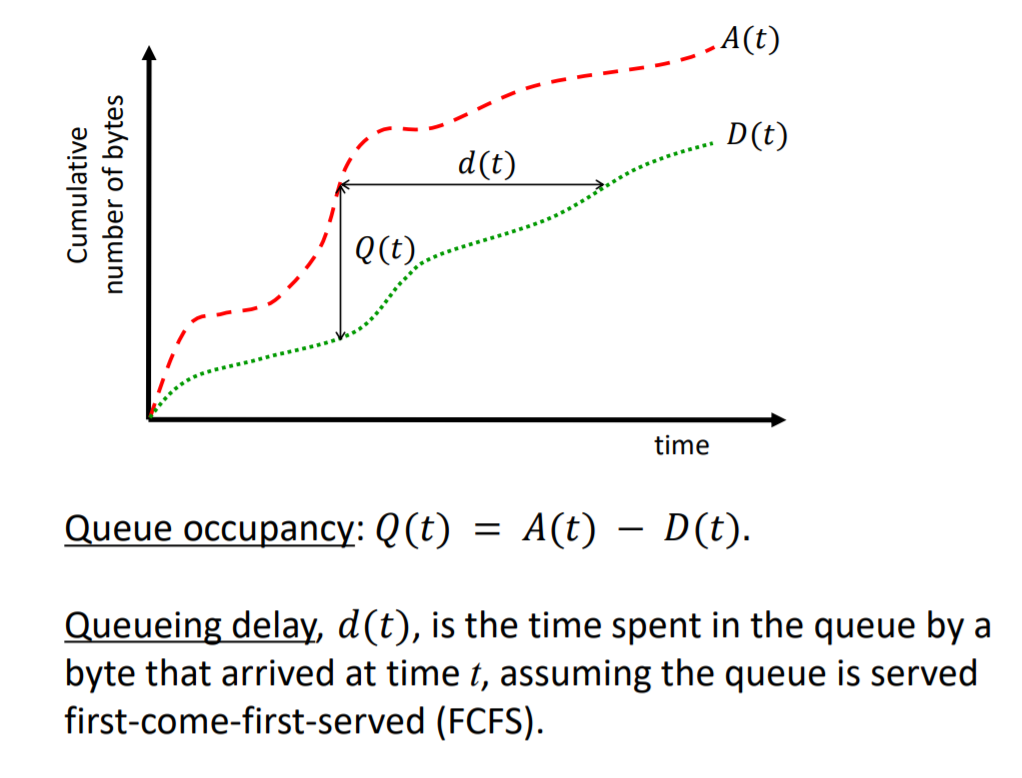 A(t)
D(t)
d(t)
Q(t)
Cumulative
number of bytes
time
Queue occupancy: Q(t) = A(t) − D(t).
Queueing delay, d(t), is the time spent in the queue by a
byte that arrived at time t, assuming the queue is served
first-come-first-served (FCFS).